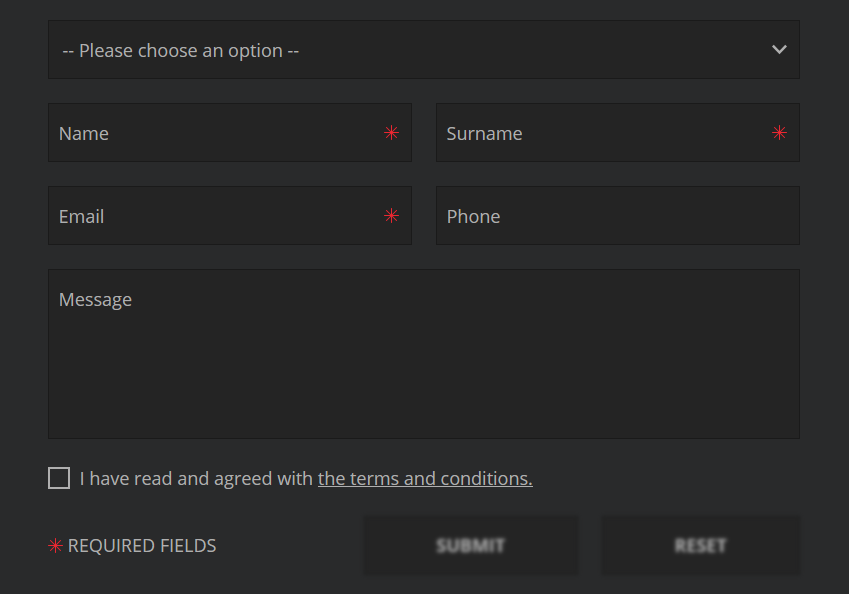 -- Please choose an option --
Name ✳
Surname ✳
Email ✳
Phone
Message
I have read and agreed with the terms and conditions.
✳ REQUIRED FIELDS
SUBMIT
RESET